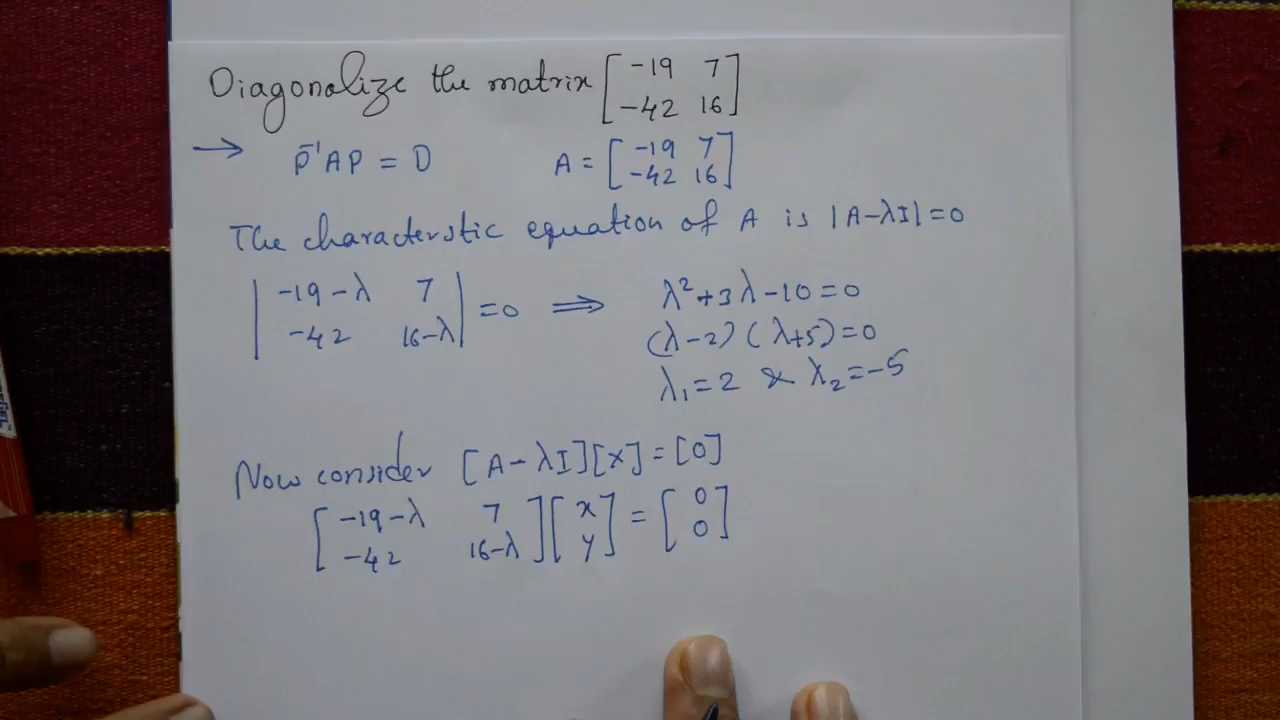 Diagonalize the matrix [-19 7
-42 16]
→ P⁻¹AP = D A = [-19 7
-42 16]
The characterstic equation of A is |A-λI|=0
|-19-λ 7
-42 16-λ| =0 ⟹ λ²+3λ-10=0
(λ-2)(λ+5)=0
λ₁=2 & λ₂=-5
Now consider [A-λI][X]=[0]
[-19-λ 7
-42 16-λ] [x
y] = [0
0]